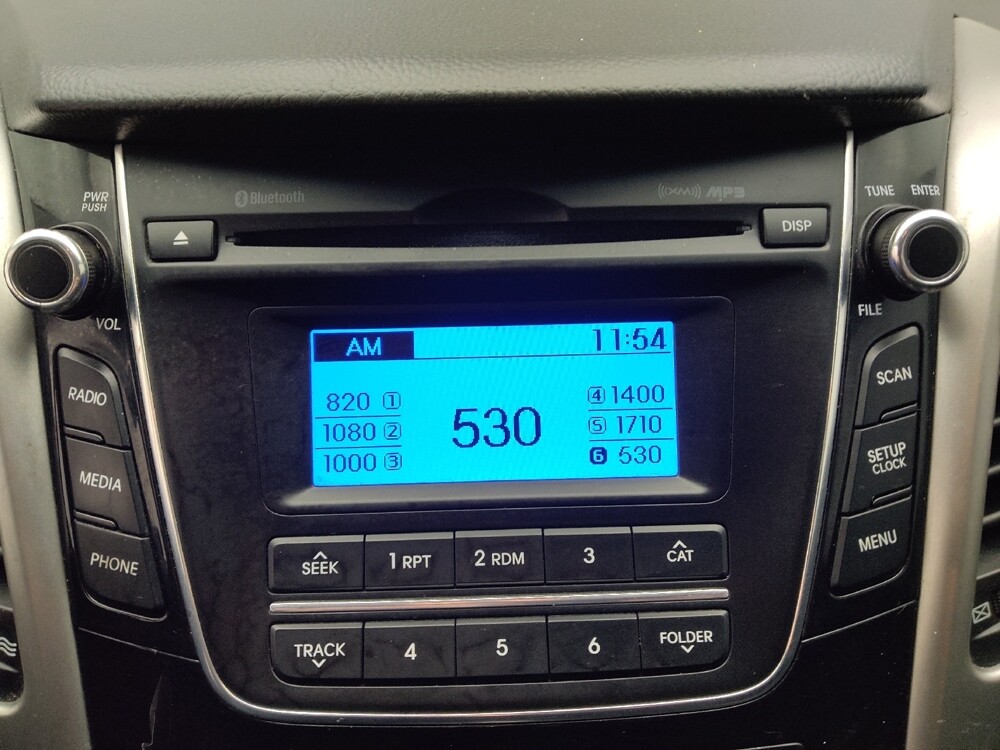 PWR
PUSH
Bluetooth
((XM)) MP3
TUNE ENTER
DISP
VOL
FILE
AM 11:54
820 1 4 1400
530
1080 2 5 1710
1000 3 6 530
RADIO
MEDIA
PHONE
SCAN
SETUP
CLOCK
MENU
SEEK 1 RPT 2 RDM 3 CAT
TRACK 4 5 6 FOLDER